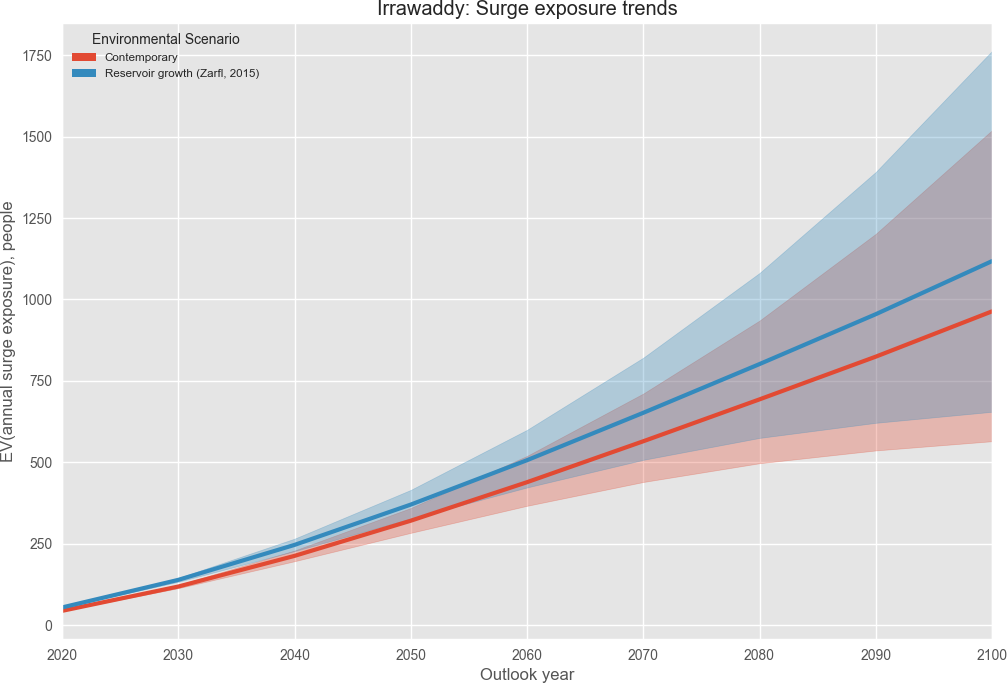 Irrawaddy: Surge exposure trends
Environmental Scenario
Contemporary
Reservoir growth (Zarfl, 2015)
EV(annual surge exposure), people
1750
1500
1250
1000
750
500
250
0
2020 2030 2040 2050 2060 2070 2080 2090 2100
Outlook year